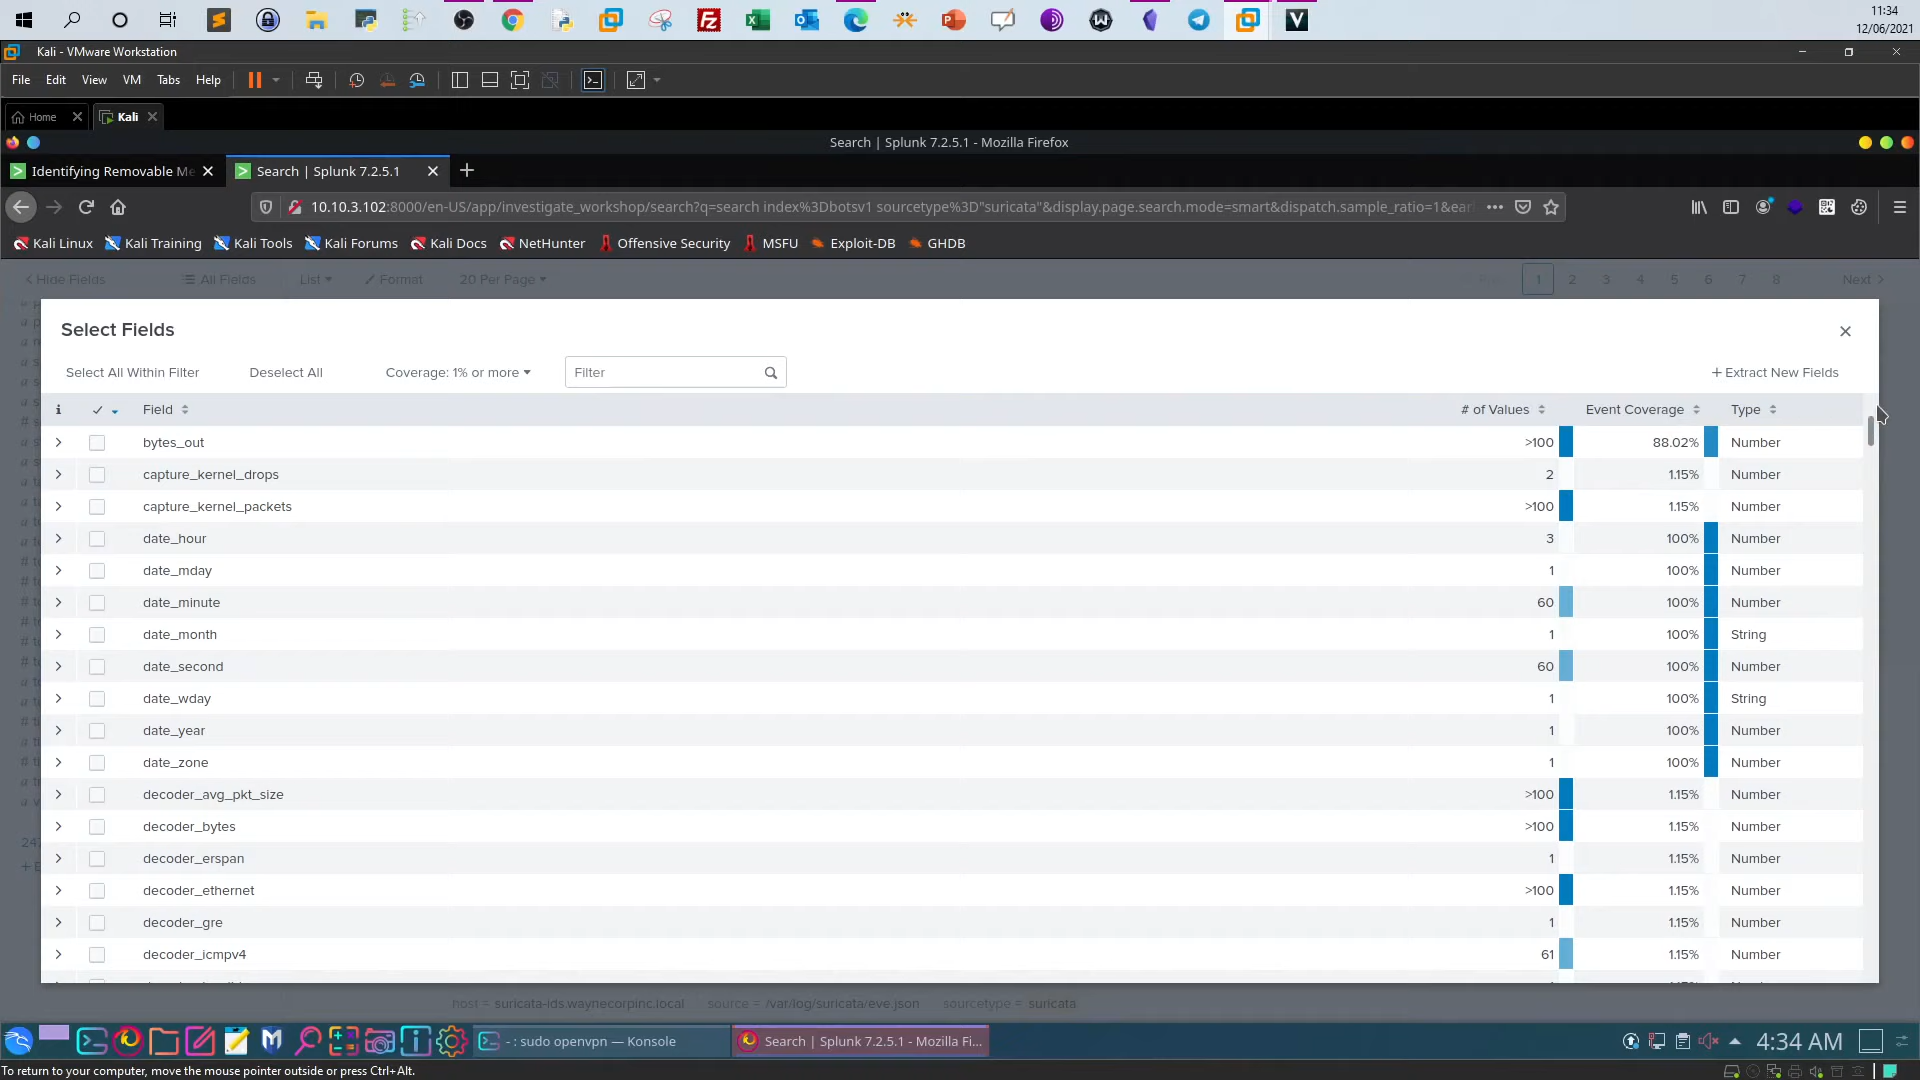 11:34
12/06/2021
Kali - VMware Workstation
File Edit View VM Tabs Help
Home Kali
Search | Splunk 7.2.5.1 - Mozilla Firefox
Identifying Removable Me Search | Splunk 7.2.5.1
10.10.3.102:8000/en-US/app/investigate_workshop/search?q=search index%3Dbotsv1 sourcetype%3D"suricata"&display.page.search.mode=smart&dispatch.sample_ratio=1&earl
Kali Linux Kali Training Kali Tools Kali Forums Kali Docs NetHunter Offensive Security MSFU Exploit-DB GHDB
Hide Fields All Fields List Format 20 Per Page 1 2 3 4 5 6 7 8 Next
Select Fields
Select All Within Filter Deselect All Coverage: 1% or more Filter + Extract New Fields
i Field # of Values Event Coverage Type
bytes_out >100 88.02% Number
capture_kernel_drops 2 1.15% Number
capture_kernel_packets >100 1.15% Number
date_hour 3 100% Number
date_mday 1 100% Number
date_minute 60 100% Number
date_month 1 100% String
date_second 60 100% Number
date_wday 1 100% String
date_year 1 100% Number
date_zone 1 100% Number
decoder_avg_pkt_size >100 1.15% Number
decoder_bytes >100 1.15% Number
decoder_erspan 1 1.15% Number
decoder_ethernet >100 1.15% Number
decoder_gre 1 1.15% Number
decoder_icmpv4 61 1.15% Number
host = suricata-ids.waynecorpinc.local source = /var/log/suricata/eve.json sourcetype = suricata
- : sudo openvpn — Konsole Search | Splunk 7.2.5.1 - Mozilla Fi... 4:34 AM
To return to your computer, move the mouse pointer outside or press Ctrl+Alt.